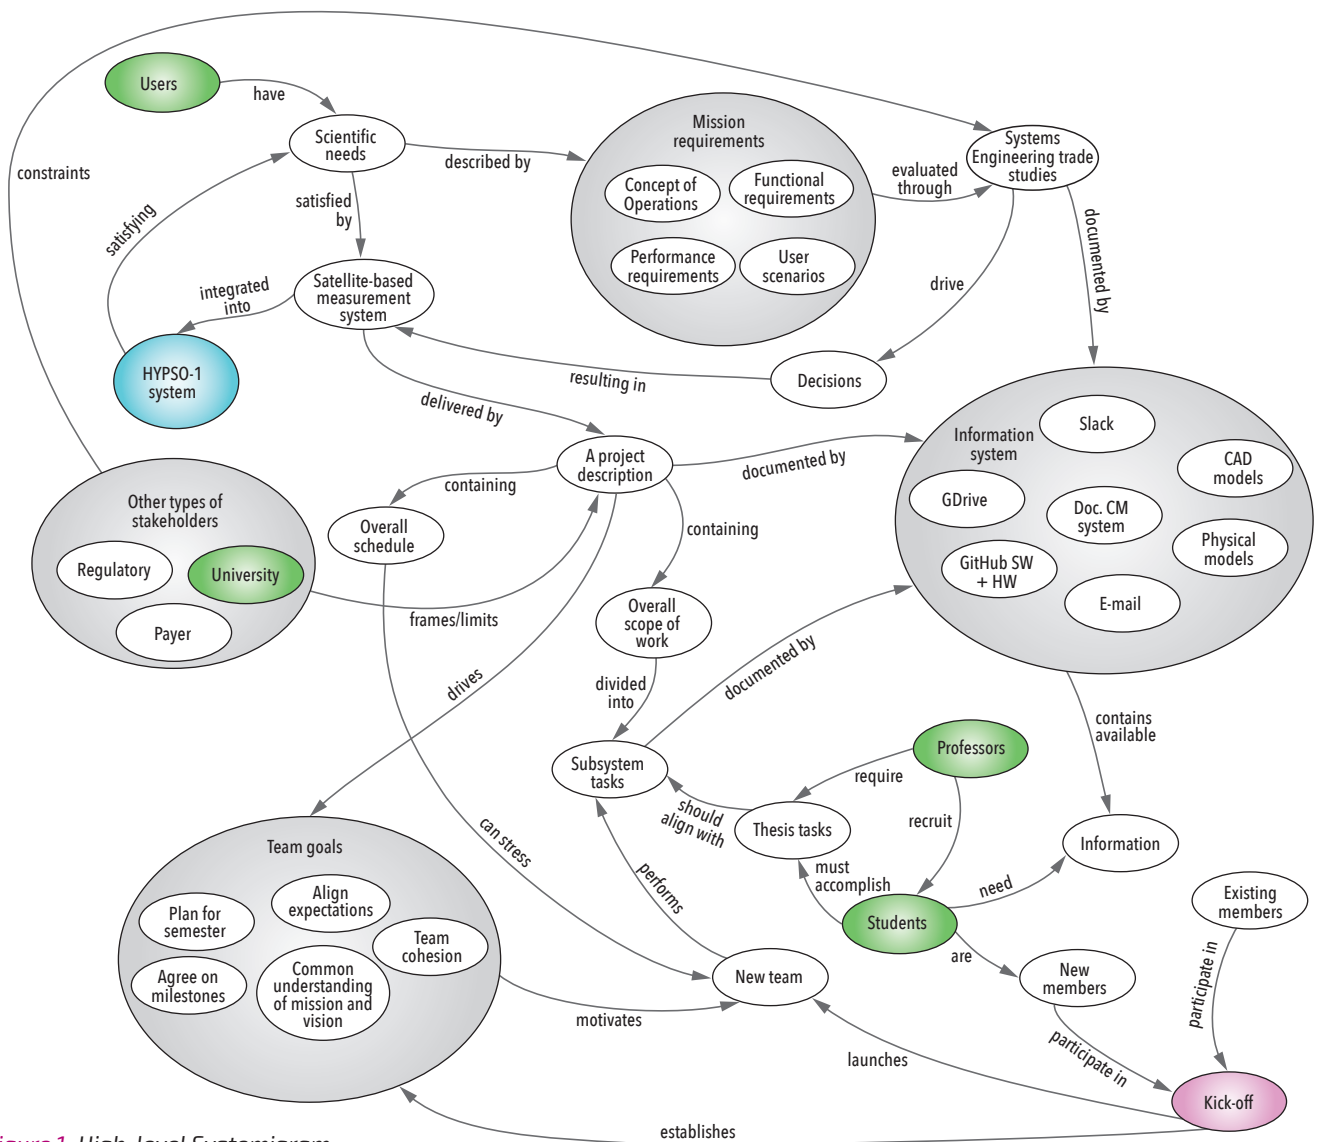 Users
have
Scientific
needs
constraints
described by
Mission
requirements
Concept of
Operations
Functional
requirements
Performance
requirements
User
scenarios
evaluated
through
Systems
Engineering trade
studies
satisfying
satisfied
by
integrated
into
Satellite-based
measurement
system
HYPSO-1
system
drive
documented by
resulting in
Decisions
delivered by
A project
description
documented by
containing
containing
Information
system
Slack
CAD
models
GDrive
Doc. CM
system
Physical
models
GitHub SW
+ HW
E-mail
Other types of
stakeholders
Regulatory
University
Payer
Overall
schedule
frames/limits
Overall
scope of
work
drives
divided
into
documented by
contains
available
Subsystem
tasks
Professors
require
should
align with
Thesis tasks
recruit
Information
can stress
performs
must
accomplish
Students
need
are
Existing
members
New
members
participate in
participate in
Team goals
Plan for
semester
Align
expectations
Team
cohesion
Agree on
milestones
Common
understanding
of mission and
vision
New team
motivates
launches
Kick-off
establishes